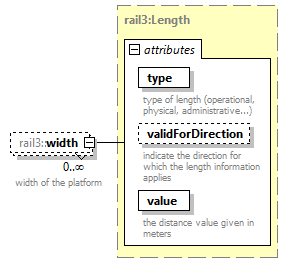 rail3:Length
attributes
type
type of length (operational,
physical, administrative...)
validForDirection
indicate the direction for
which the length information
applies
value
the distance value given in
meters
rail3::width
0..∞
width of the platform